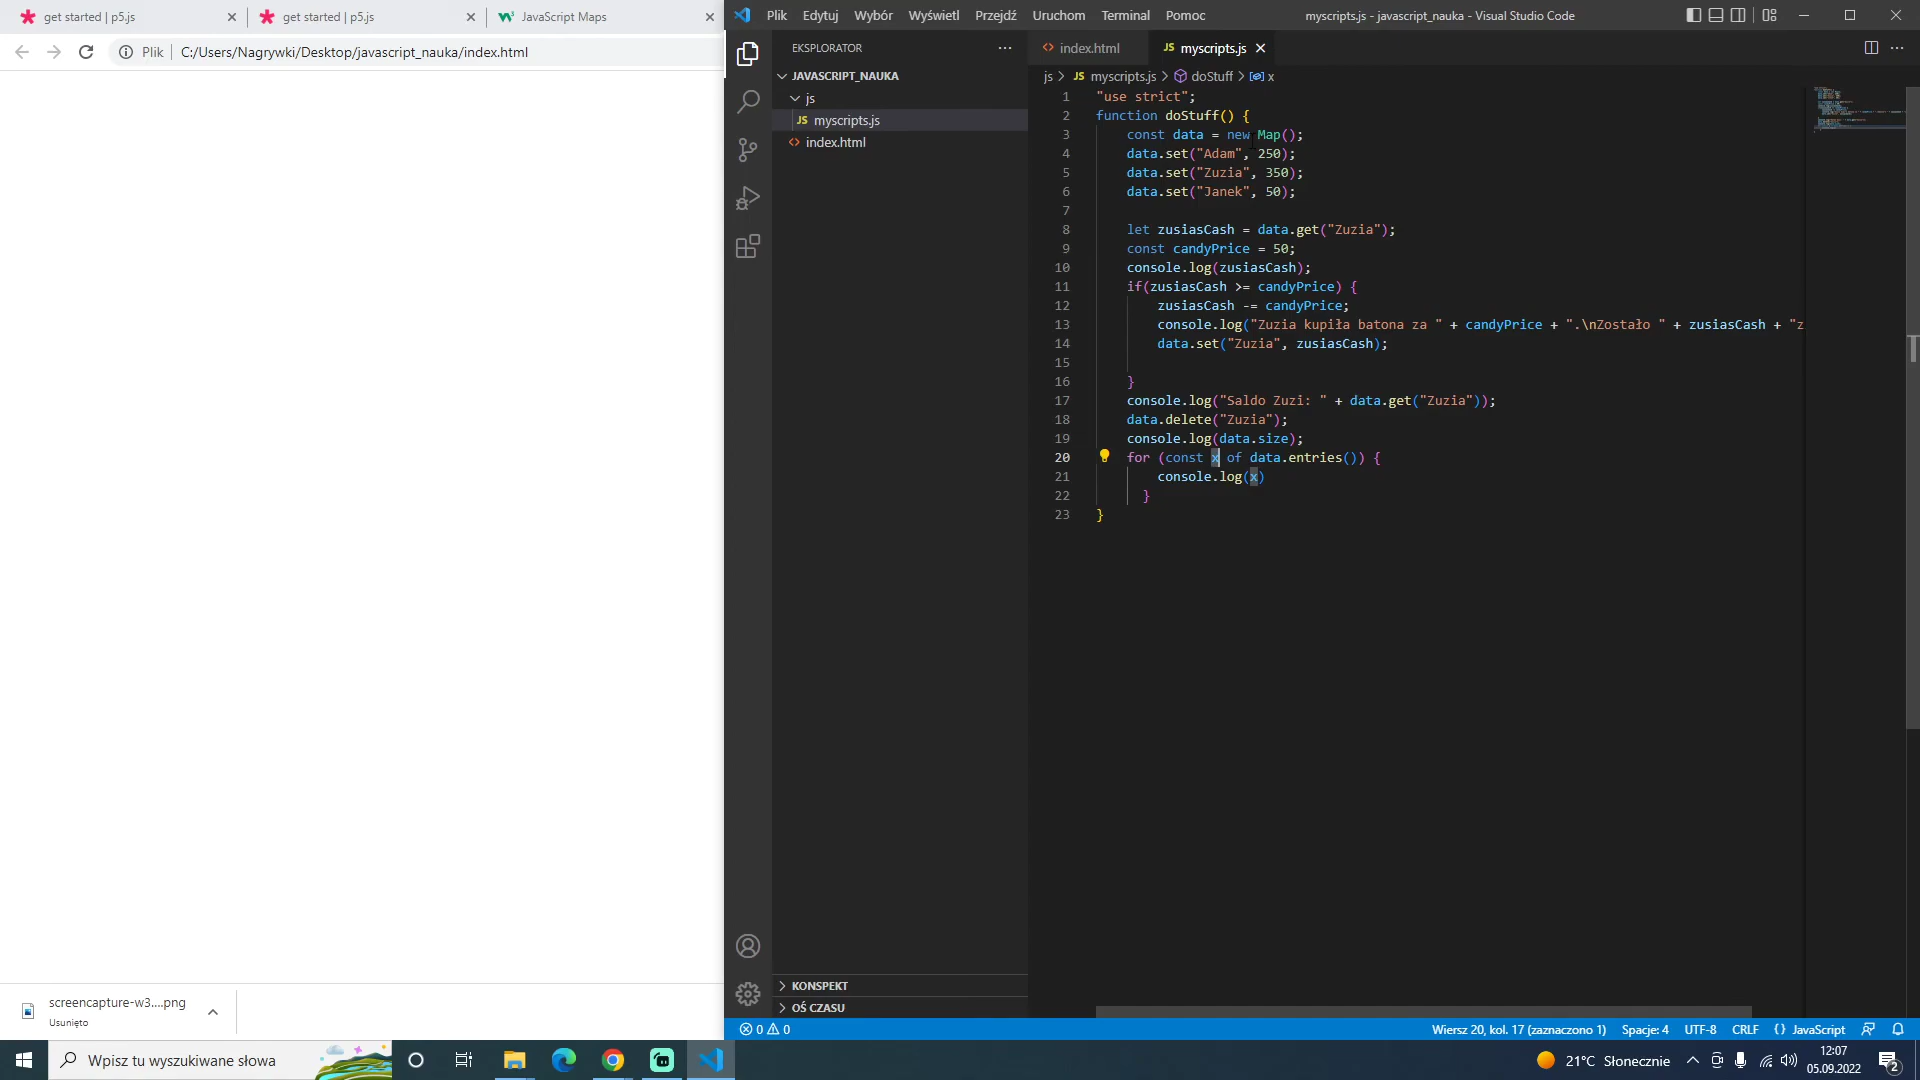 get started | p5.js
get started | p5.js
JavaScript Maps
Plik
C:/Users/Nagrywki/Desktop/javascript_nauka/index.html
screencapture-w3....png
Usunięto
Plik Edytuj Wybór Wyświetl Przejdź Uruchom Terminal Pomoc
myscripts.js - javascript_nauka - Visual Studio Code
EKSPLORATOR
JAVASCRIPT_NAUKA
js
JS myscripts.js
<> index.html
KONSPEKT
OŚ CZASU
<> index.html
JS myscripts.js
js > JS myscripts.js > doStuff > x
1 "use strict";
2 function doStuff() {
3 const data = new Map();
4 data.set("Adam", 250);
5 data.set("Zuzia", 350);
6 data.set("Janek", 50);
7
8 let zusiasCash = data.get("Zuzia");
9 const candyPrice = 50;
10 console.log(zusiasCash);
11 if(zusiasCash >= candyPrice) {
12 zusiasCash -= candyPrice;
13 console.log("Zuzia kupiła batona za " + candyPrice + ".\nZostało " + zusiasCash + "z
14 data.set("Zuzia", zusiasCash);
15
16 }
17 console.log("Saldo Zuzi: " + data.get("Zuzia"));
18 data.delete("Zuzia");
19 console.log(data.size);
20 for (const x of data.entries()) {
21 console.log(x)
22 }
23 }
0 0
Wiersz 20, kol. 17 (zaznaczono 1) Spacje: 4 UTF-8 CRLF {} JavaScript
Wpisz tu wyszukiwane słowa
21°C Słonecznie
12:07
05.09.2022
2